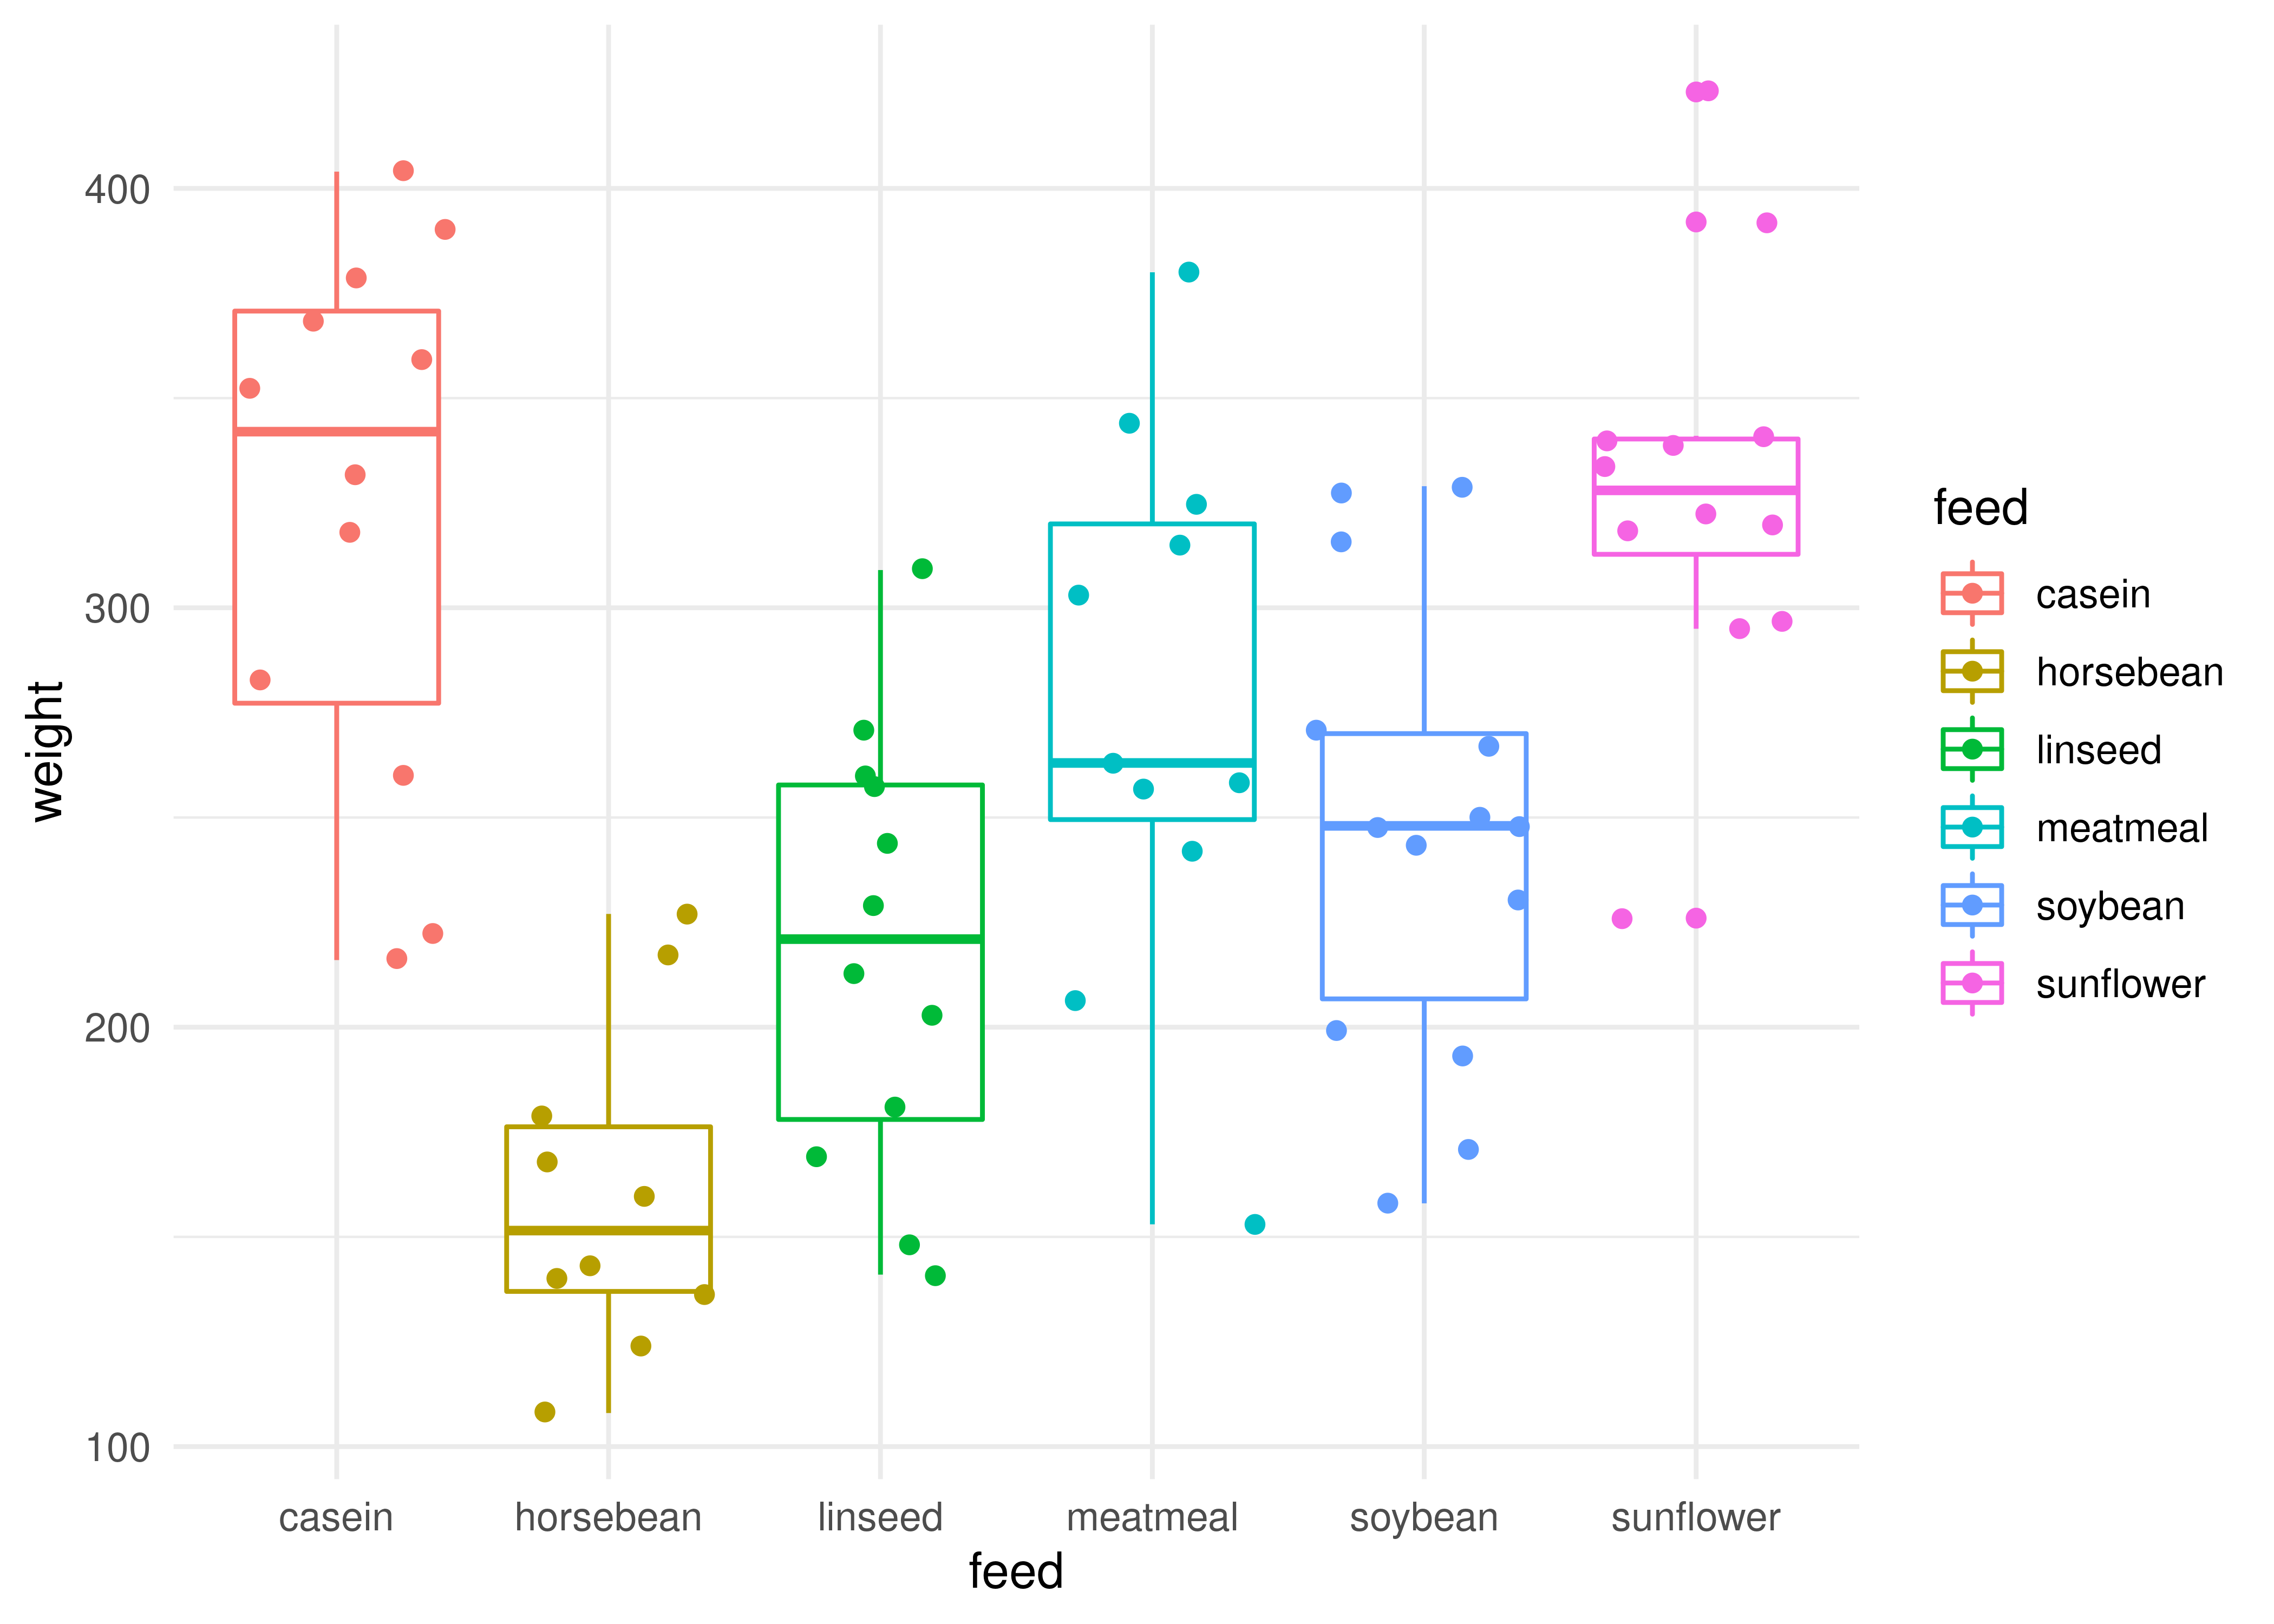 weight
400
300
200
100
casein
horsebean
linseed
meatmeal
soybean
sunflower
feed
feed
casein
horsebean
linseed
meatmeal
soybean
sunflower